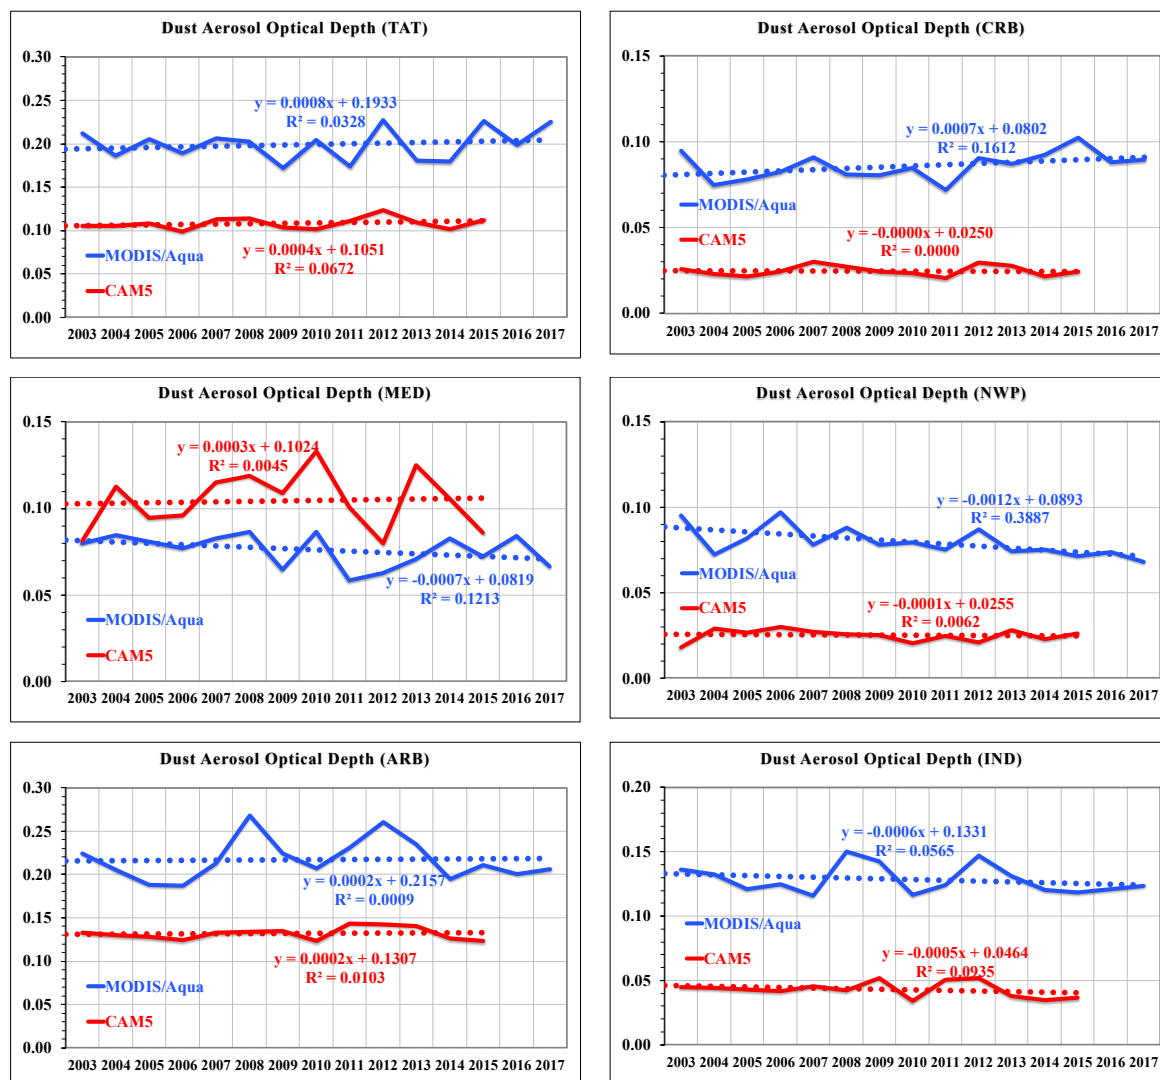 Dust Aerosol Optical Depth (TAT)
0.30
0.25
0.20
0.15
0.10
0.05
0.00
y = 0.0008x + 0.1933
R² = 0.0328
MODIS/Aqua
y = 0.0004x + 0.1051
R² = 0.0672
CAM5
2003 2004 2005 2006 2007 2008 2009 2010 2011 2012 2013 2014 2015 2016 2017
Dust Aerosol Optical Depth (CRB)
0.15
0.10
0.05
0.00
y = 0.0007x + 0.0802
R² = 0.1612
MODIS/Aqua
CAM5
y = -0.0000x + 0.0250
R² = 0.0000
2003 2004 2005 2006 2007 2008 2009 2010 2011 2012 2013 2014 2015 2016 2017
Dust Aerosol Optical Depth (MED)
0.15
0.10
0.05
0.00
y = 0.0003x + 0.1024
R² = 0.0045
y = -0.0007x + 0.0819
R² = 0.1213
MODIS/Aqua
CAM5
2003 2004 2005 2006 2007 2008 2009 2010 2011 2012 2013 2014 2015 2016 2017
Dust Aerosol Optical Depth (NWP)
0.15
0.10
0.05
0.00
y = -0.0012x + 0.0893
R² = 0.3887
MODIS/Aqua
CAM5
y = -0.0001x + 0.0255
R² = 0.0062
2003 2004 2005 2006 2007 2008 2009 2010 2011 2012 2013 2014 2015 2016 2017
Dust Aerosol Optical Depth (ARB)
0.30
0.25
0.20
0.15
0.10
0.05
0.00
y = 0.0002x + 0.2157
R² = 0.0009
y = 0.0002x + 0.1307
R² = 0.0103
MODIS/Aqua
CAM5
2003 2004 2005 2006 2007 2008 2009 2010 2011 2012 2013 2014 2015 2016 2017
Dust Aerosol Optical Depth (IND)
0.20
0.15
0.10
0.05
0.00
y = -0.0006x + 0.1331
R² = 0.0565
MODIS/Aqua
CAM5
y = -0.0005x + 0.0464
R² = 0.0935
2003 2004 2005 2006 2007 2008 2009 2010 2011 2012 2013 2014 2015 2016 2017